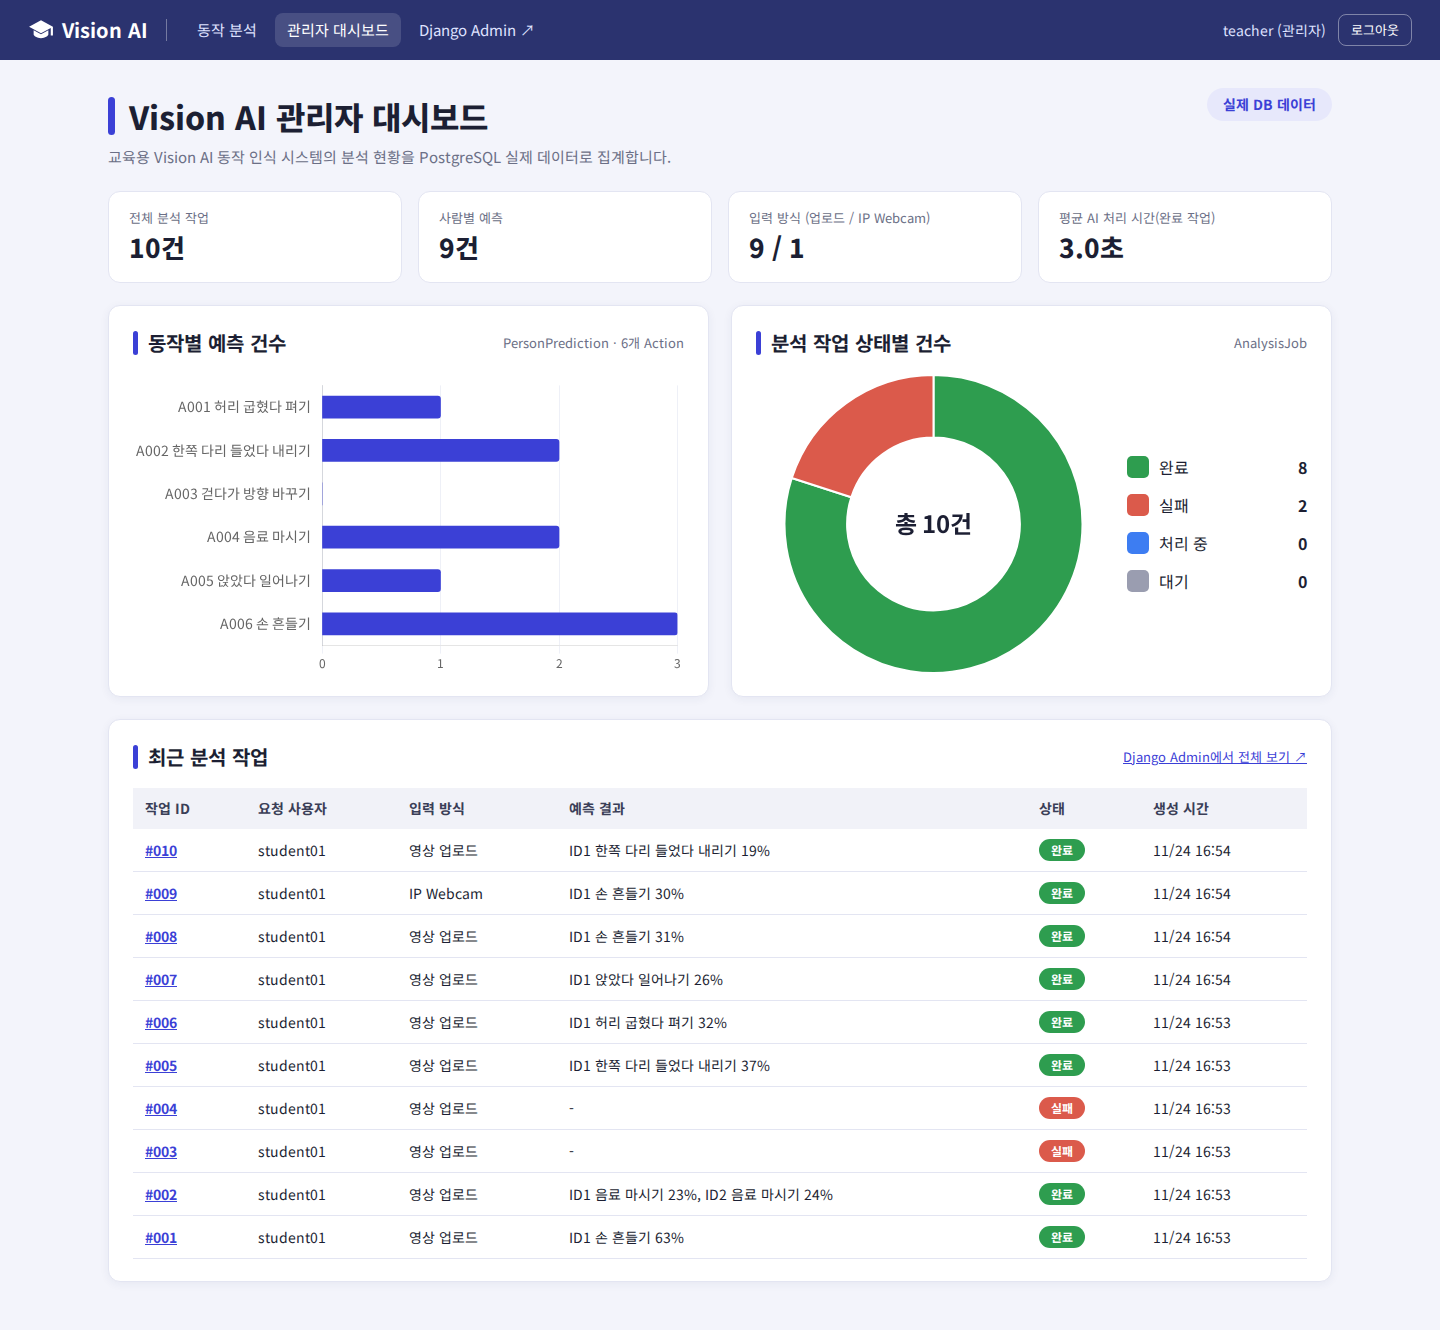 Vision AI
동작 분석
관리자 대시보드
Django Admin ↗
teacher (관리자)
로그아웃
Vision AI 관리자 대시보드
실제 DB 데이터
교육용 Vision AI 동작 인식 시스템의 분석 현황을 PostgreSQL 실제 데이터로 집계합니다.
전체 분석 작업
10건
사람별 예측
9건
입력 방식 (업로드 / IP Webcam)
9 / 1
평균 AI 처리 시간(완료 작업)
3.0초
동작별 예측 건수
PersonPrediction · 6개 Action
A001 허리 굽혔다 펴기
A002 한쪽 다리 들었다 내리기
A003 걷다가 방향 바꾸기
A004 음료 마시기
A005 앉았다 일어나기
A006 손 흔들기
0 1 2 3
분석 작업 상태별 건수
AnalysisJob
총 10건
완료 8
실패 2
처리 중 0
대기 0
최근 분석 작업
Django Admin에서 전체 보기 ↗
작업 ID 요청 사용자 입력 방식 예측 결과 상태 생성 시간
#010 student01 영상 업로드 ID1 한쪽 다리 들었다 내리기 19% 완료 11/24 16:54
#009 student01 IP Webcam ID1 손 흔들기 30% 완료 11/24 16:54
#008 student01 영상 업로드 ID1 손 흔들기 31% 완료 11/24 16:54
#007 student01 영상 업로드 ID1 앉았다 일어나기 26% 완료 11/24 16:54
#006 student01 영상 업로드 ID1 허리 굽혔다 펴기 32% 완료 11/24 16:53
#005 student01 영상 업로드 ID1 한쪽 다리 들었다 내리기 37% 완료 11/24 16:53
#004 student01 영상 업로드 - 실패 11/24 16:53
#003 student01 영상 업로드 - 실패 11/24 16:53
#002 student01 영상 업로드 ID1 음료 마시기 23%, ID2 음료 마시기 24% 완료 11/24 16:53
#001 student01 영상 업로드 ID1 손 흔들기 63% 완료 11/24 16:53